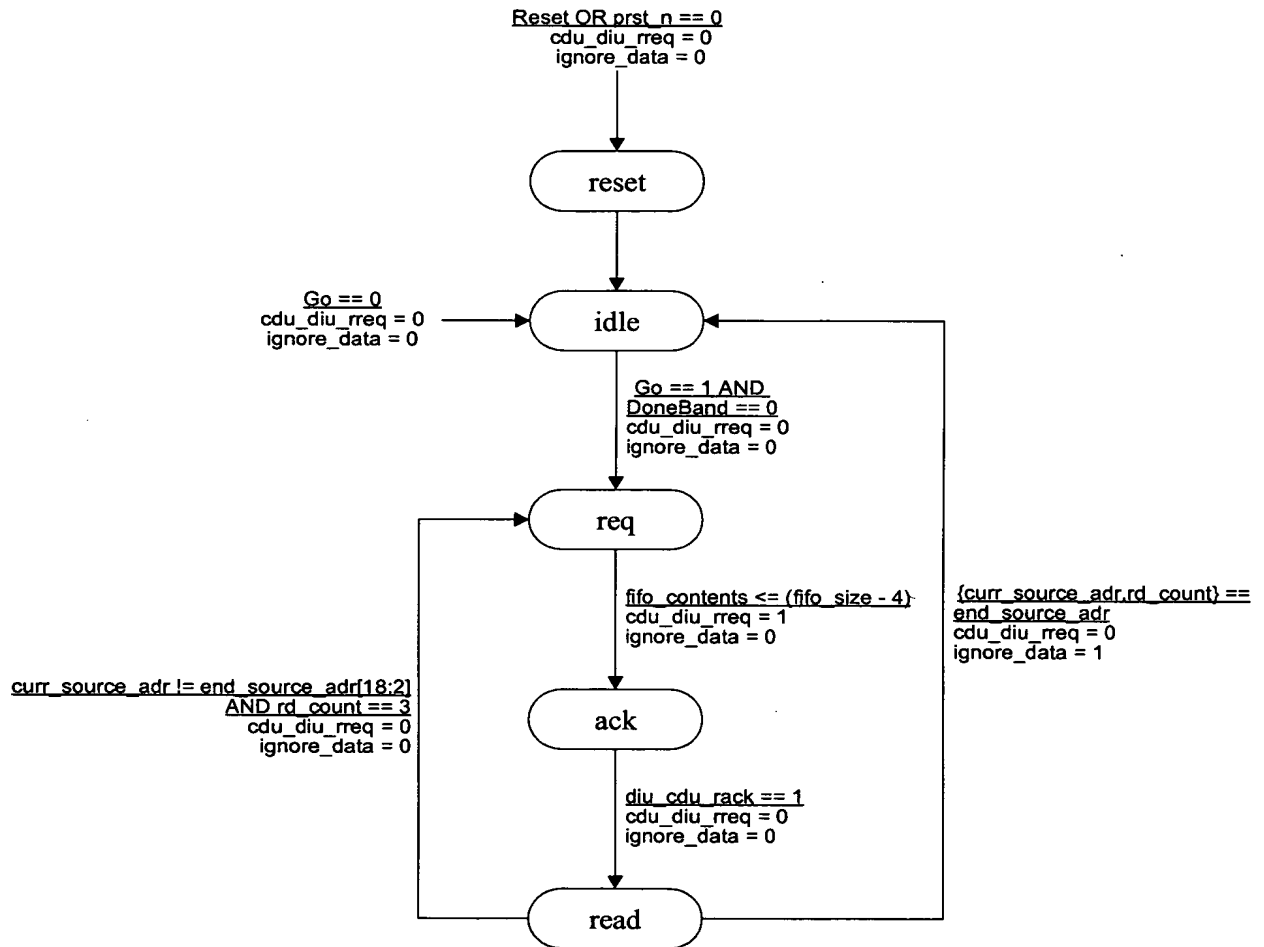 Reset OR prst_n == 0
cdu_diu_rreq = 0
ignore_data = 0
reset
Go == 0
cdu_diu_rreq = 0
ignore_data = 0
idle
Go == 1 AND
DoneBand == 0
cdu_diu_rreq = 0
ignore_data = 0
req
fifo_contents <= (fifo_size - 4)
cdu_diu_rreq = 1
ignore_data = 0
{curr_source_adr,rd_count} ==
end_source_adr
cdu_diu_rreq = 0
ignore_data = 1
curr_source_adr != end_source_adr[18:2]
AND rd_count == 3
cdu_diu_rreq = 0
ignore_data = 0
ack
diu_cdu_rack == 1
cdu_diu_rreq = 0
ignore_data = 0
read